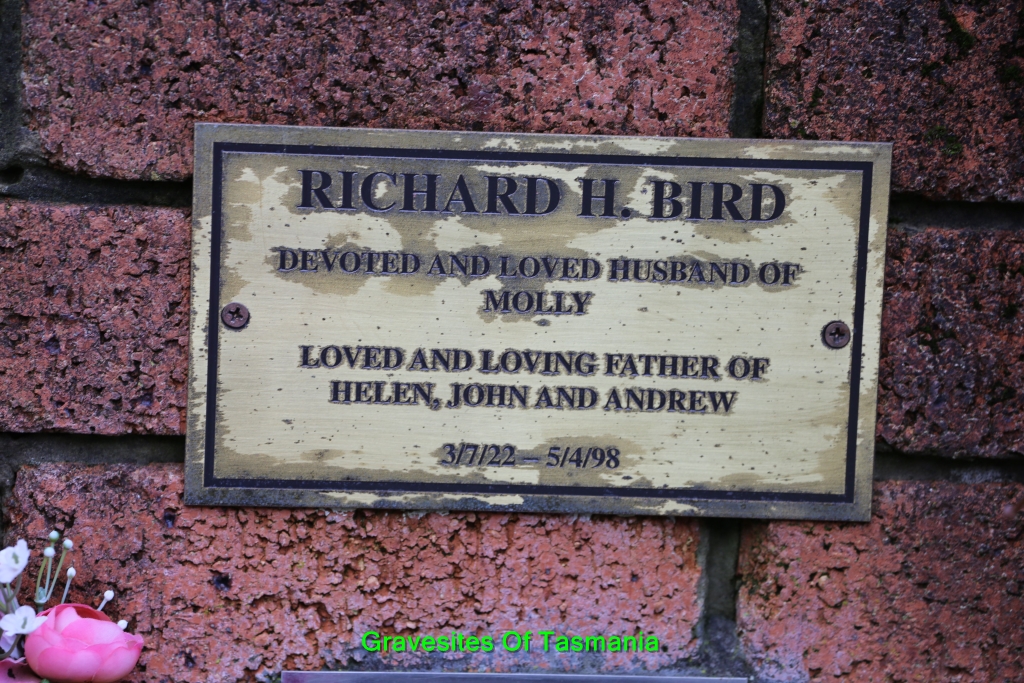 RICHARD H. BIRD
DEVOTED AND LOVED HUSBAND OF
MOLLY
LOVED AND LOVING FATHER OF
HELEN, JOHN AND ANDREW
3/7/22 – 5/4/98
Gravesites Of Tasmania